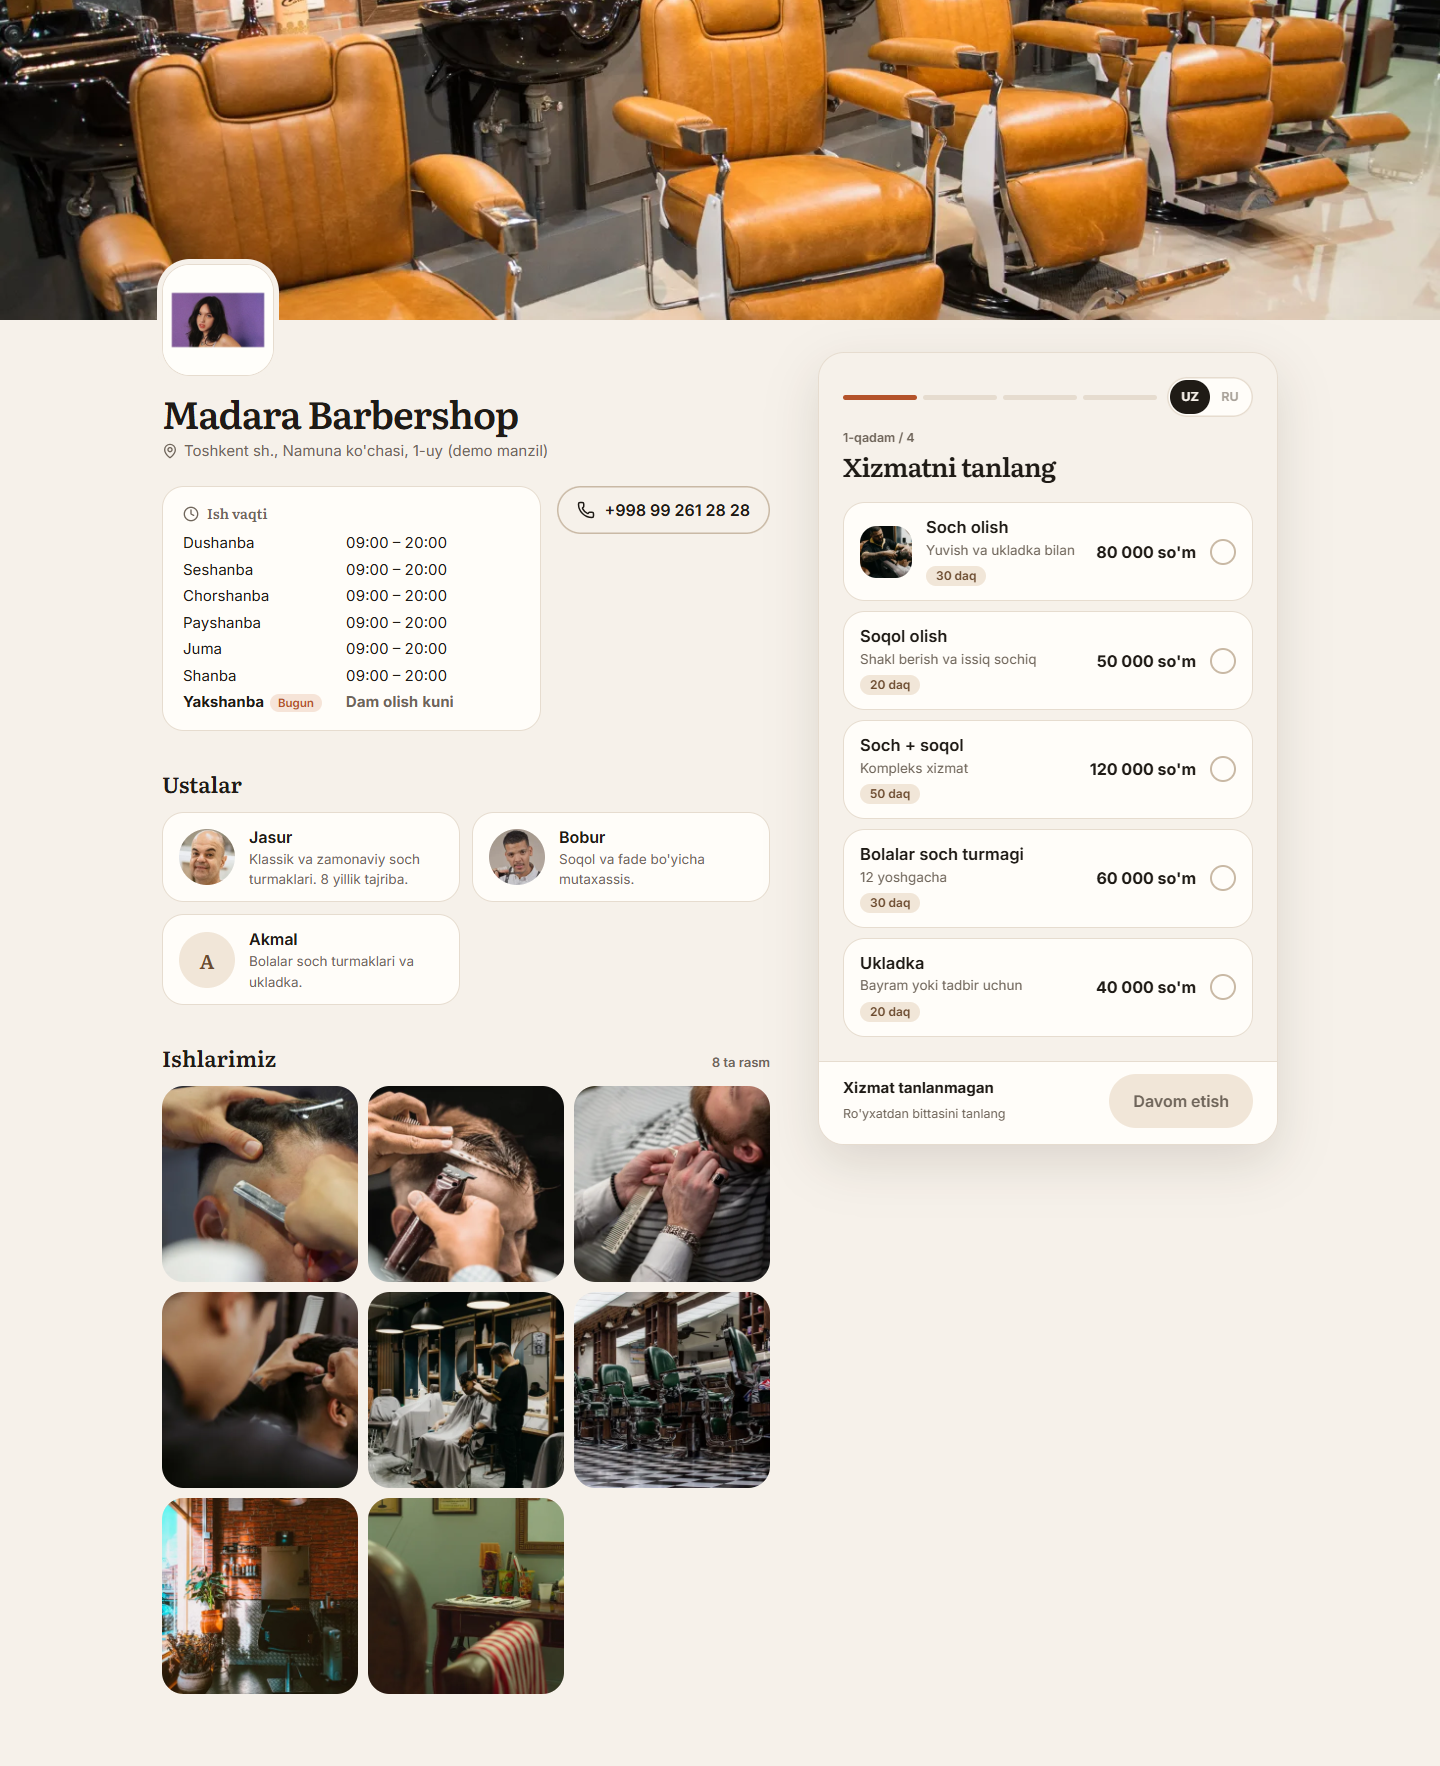 Madara Barbershop
Toshkent sh., Namuna ko'chasi, 1-uy (demo manzil)
Ish vaqti
Dushanba 09:00 – 20:00
Seshanba 09:00 – 20:00
Chorshanba 09:00 – 20:00
Payshanba 09:00 – 20:00
Juma 09:00 – 20:00
Shanba 09:00 – 20:00
Yakshanba Bugun Dam olish kuni
+998 99 261 28 28
Ustalar
Jasur
Klassik va zamonaviy soch
turmaklari. 8 yillik tajriba.
Bobur
Soqol va fade bo'yicha
mutaxassis.
A
Akmal
Bolalar soch turmaklari va
ukladka.
Ishlarimiz
8 ta rasm
UZ RU
1-qadam / 4
Xizmatni tanlang
Soch olish
Yuvish va ukladka bilan
30 daq
80 000 so'm
Soqol olish
Shakl berish va issiq sochiq
20 daq
50 000 so'm
Soch + soqol
Kompleks xizmat
50 daq
120 000 so'm
Bolalar soch turmagi
12 yoshgacha
30 daq
60 000 so'm
Ukladka
Bayram yoki tadbir uchun
20 daq
40 000 so'm
Xizmat tanlanmagan
Ro'yxatdan bittasini tanlang
Davom etish